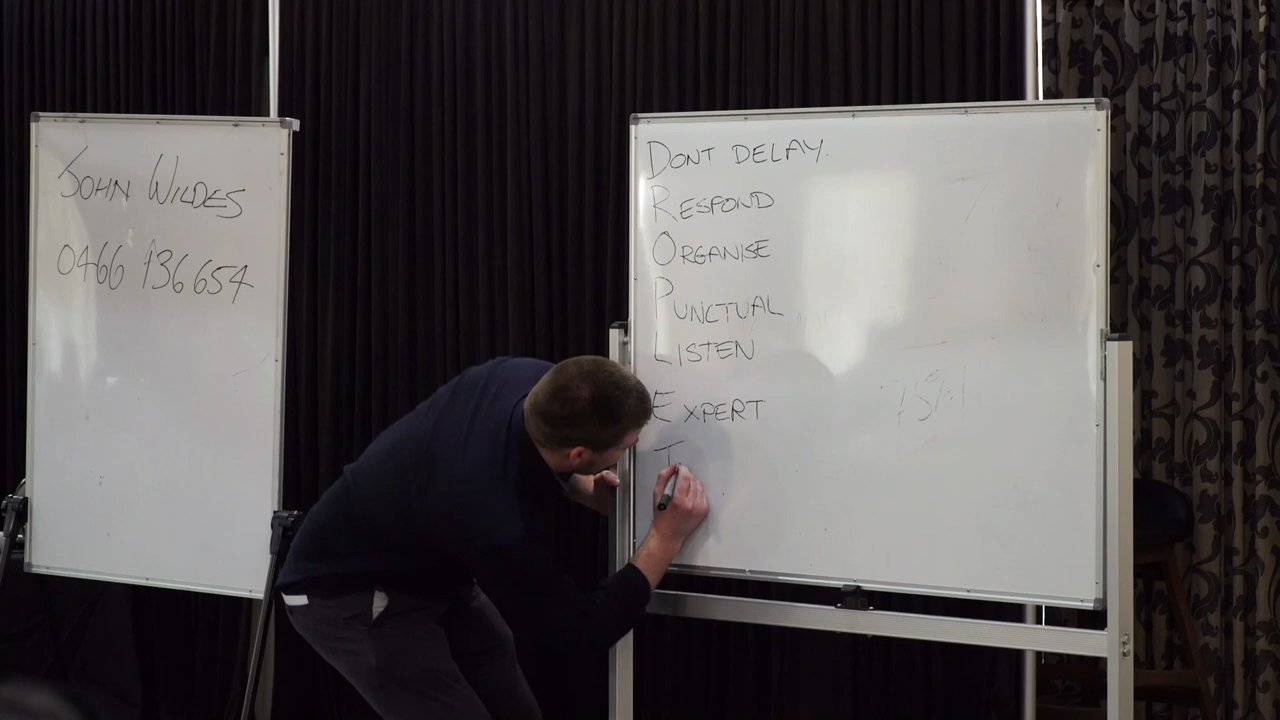 JOHN WILDES
0466 136 654
DONT DELAY.
RESPOND
ORGANISE
PUNCTUAL
LISTEN
EXPERT
T